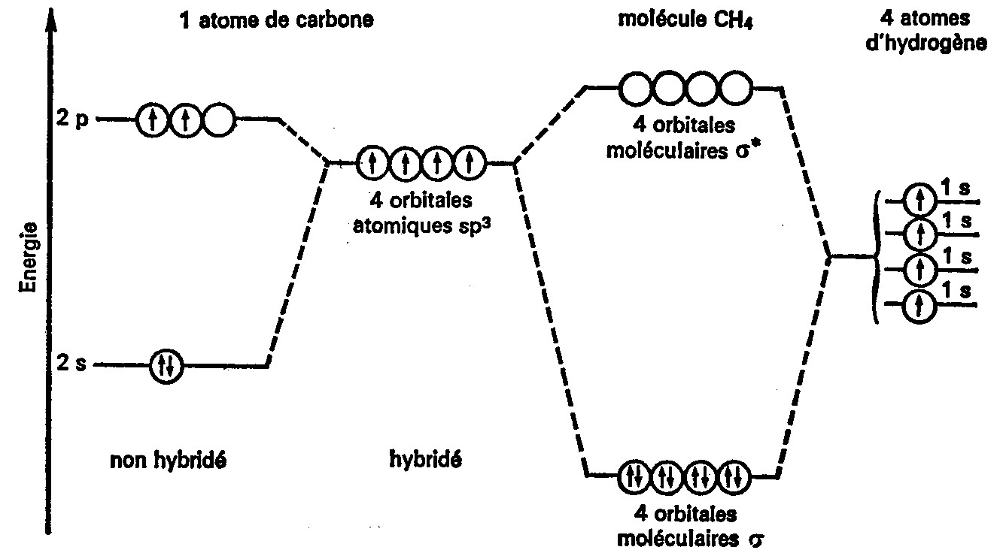 1 atome de carbone
molécule CH4
4 atomes
d'hydrogène
2 p
4 orbitales
moléculaires σ*
4 orbitales
atomiques sp³
1 s
1 s
1 s
1 s
Energie
2 s
non hybridé
hybridé
4 orbitales
moléculaires σ